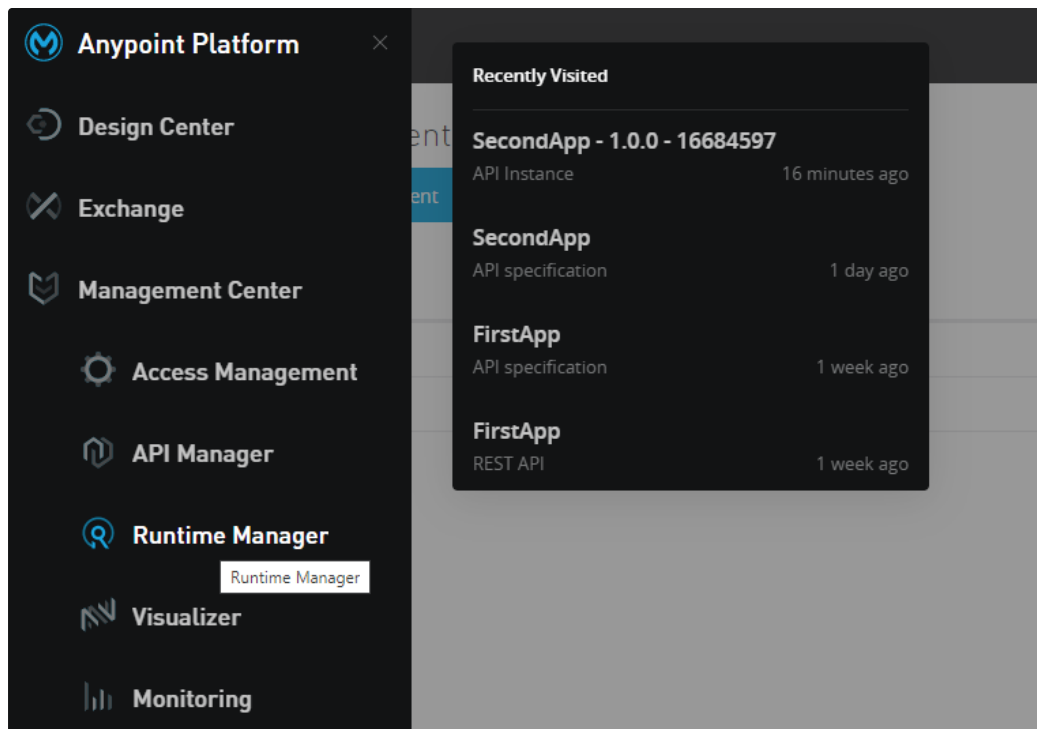 Anypoint Platform
Design Center
Exchange
Management Center
Access Management
API Manager
Runtime Manager
Runtime Manager
Visualizer
Monitoring
ent
ent
Recently Visited
SecondApp - 1.0.0 - 16684597
API Instance 16 minutes ago
SecondApp
API specification 1 day ago
FirstApp
API specification 1 week ago
FirstApp
REST API 1 week ago